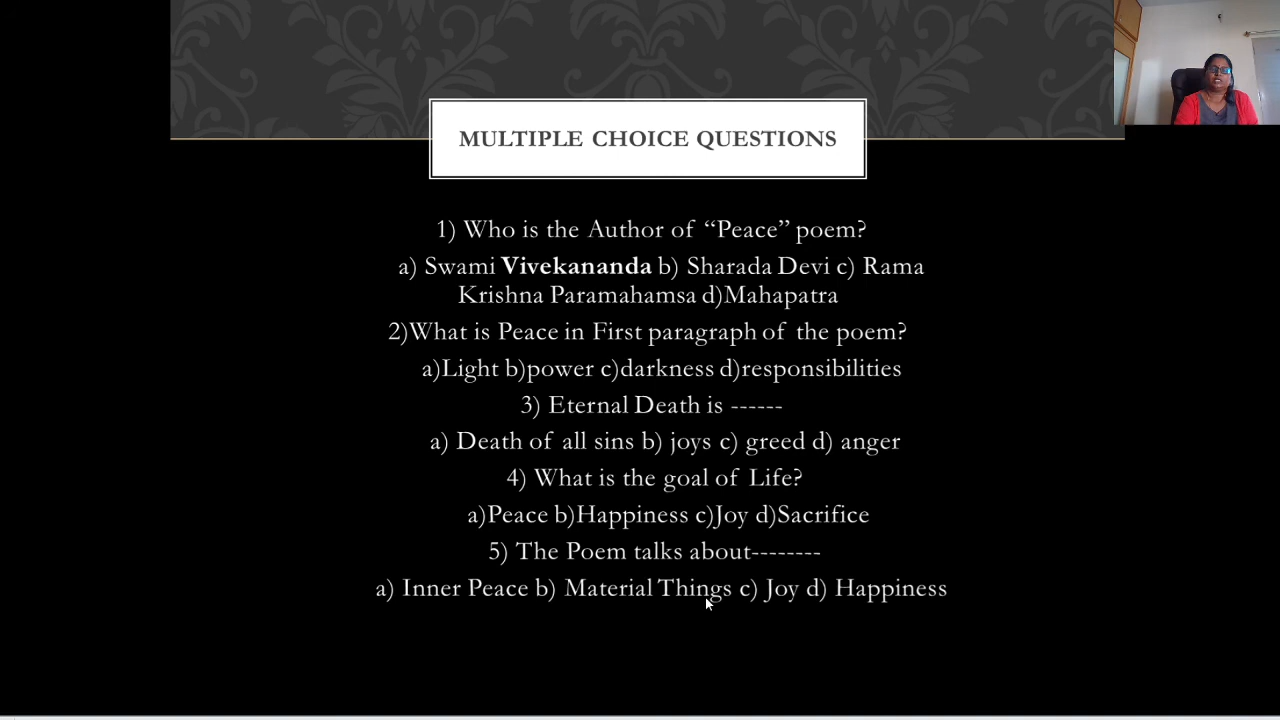 MULTIPLE CHOICE QUESTIONS
1) Who is the Author of “Peace” poem?
a) Swami Vivekananda b) Sharada Devi c) Rama
Krishna Paramahamsa d)Mahapatra
2)What is Peace in First paragraph of the poem?
a)Light b)power c)darkness d)responsibilities
3) Eternal Death is ------
a) Death of all sins b) joys c) greed d) anger
4) What is the goal of Life?
a)Peace b)Happiness c)Joy d)Sacrifice
5) The Poem talks about--------
a) Inner Peace b) Material Things c) Joy d) Happiness